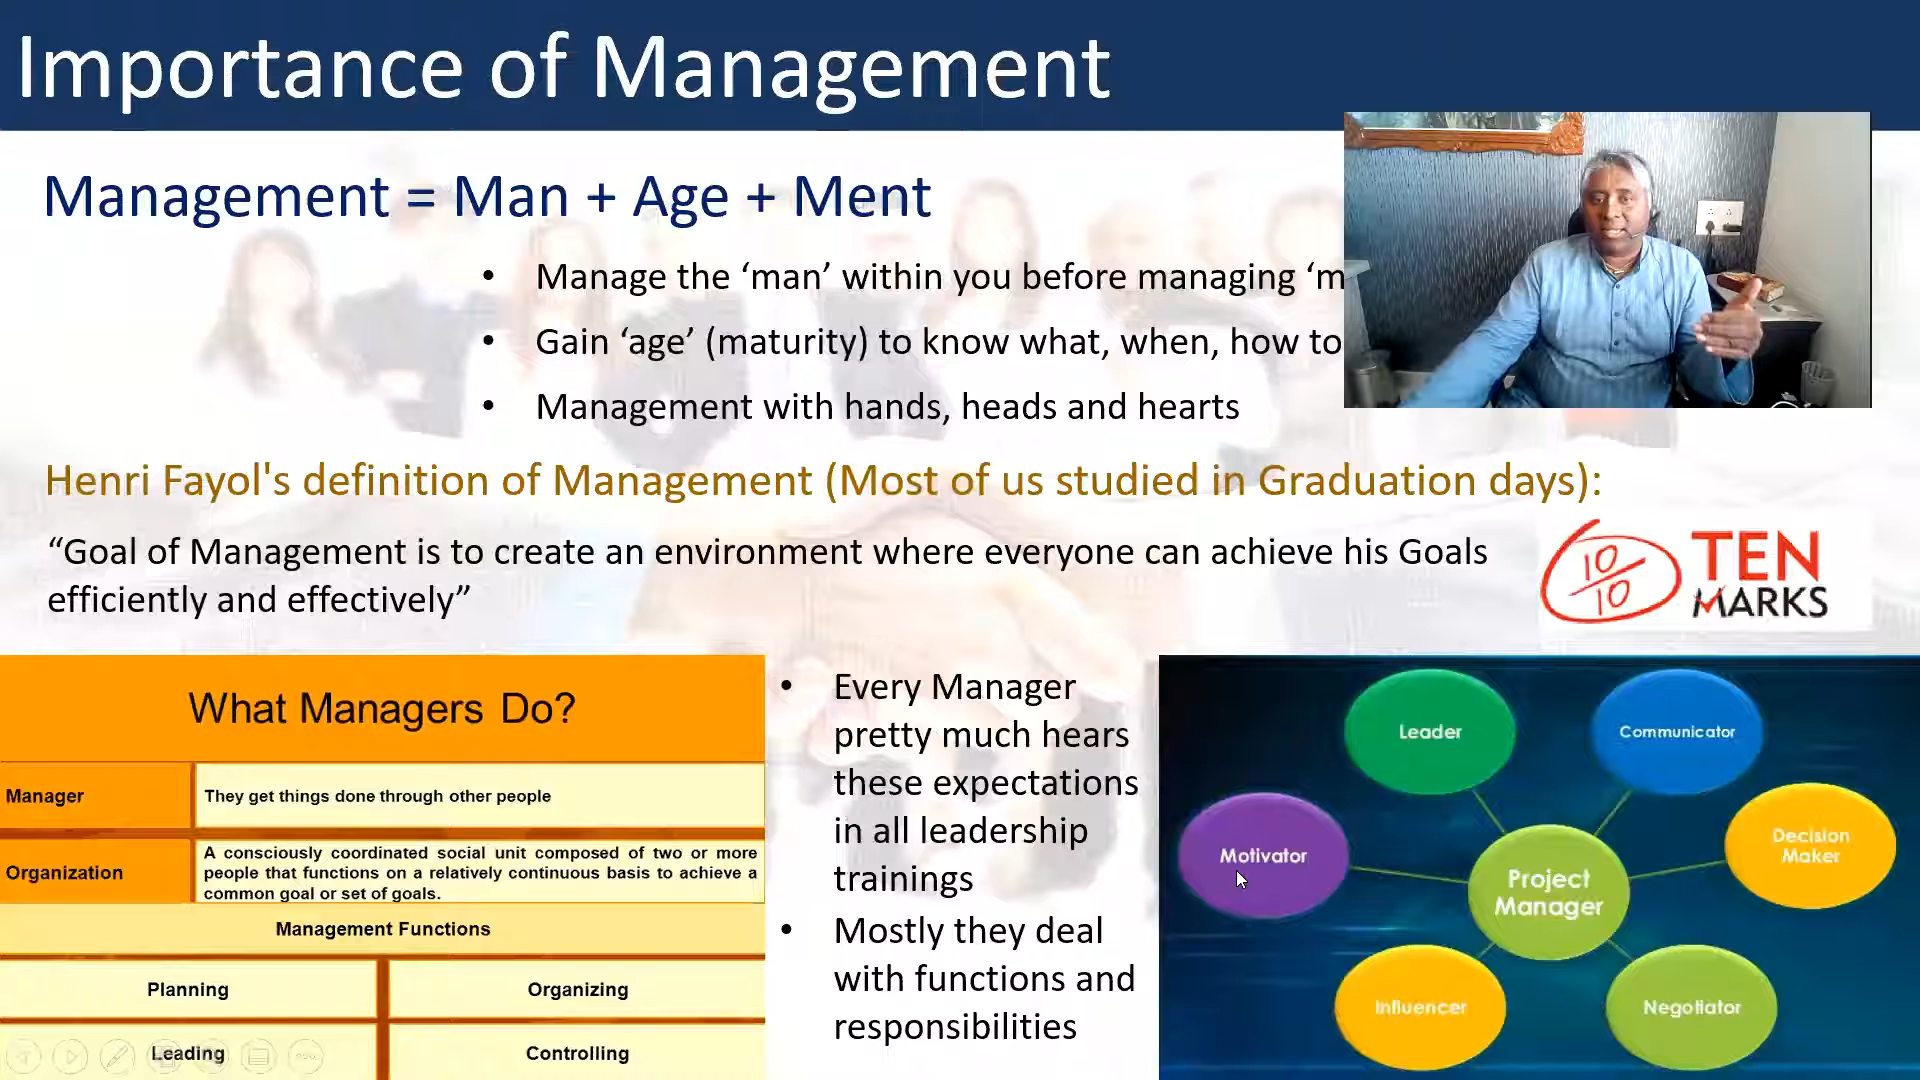 Importance of Management
Management = Man + Age + Ment
• Manage the ‘man’ within you before managing ‘m
• Gain ‘age’ (maturity) to know what, when, how to
• Management with hands, heads and hearts
Henri Fayol's definition of Management (Most of us studied in Graduation days):
“Goal of Management is to create an environment where everyone can achieve his Goals
efficiently and effectively”
10
10
TEN
MARKS
What Managers Do?
Manager
They get things done through other people
Organization
A consciously coordinated social unit composed of two or more
people that functions on a relatively continuous basis to achieve a
common goal or set of goals.
Management Functions
Planning
Organizing
Leading
Controlling
• Every Manager
pretty much hears
these expectations
in all leadership
trainings
• Mostly they deal
with functions and
responsibilities
Leader
Communicator
Motivator
Decision
Maker
Project
Manager
Influencer
Negotiator